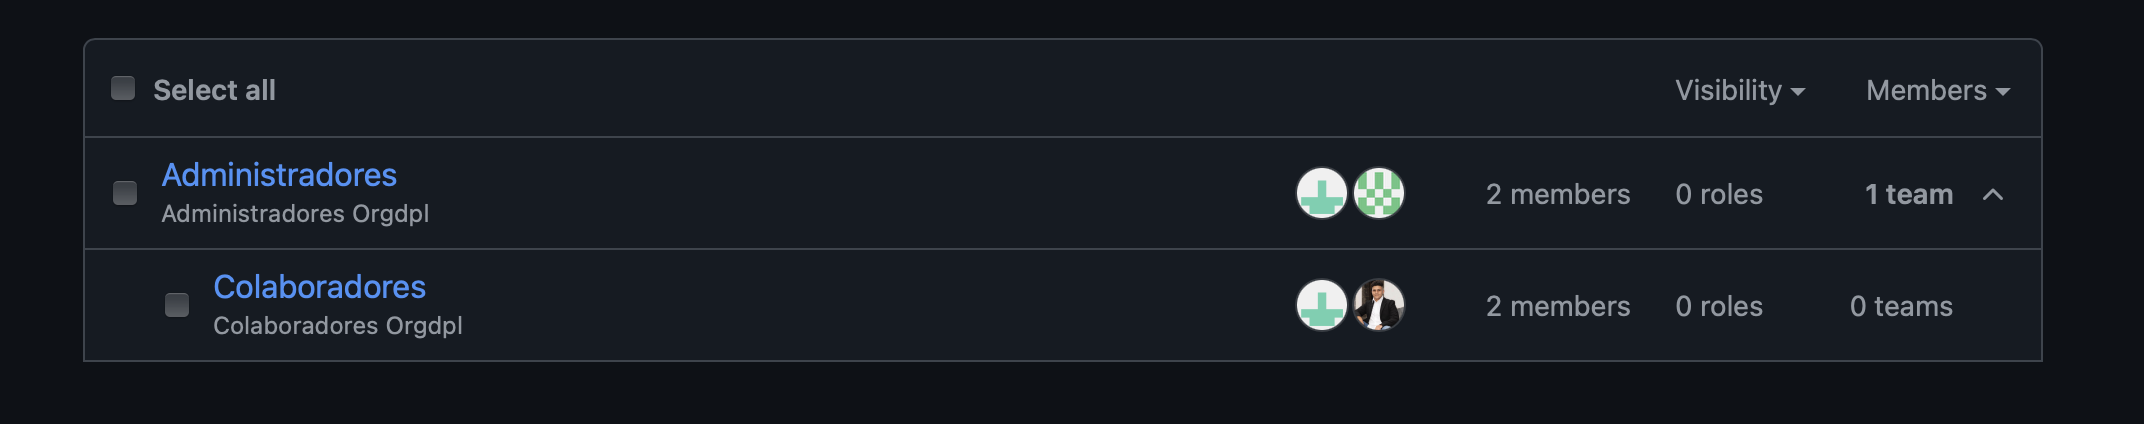 Select all
Visibility
Members
Administradores
Administradores Orgdpl
2 members
0 roles
1 team
Colaboradores
Colaboradores Orgdpl
2 members
0 roles
0 teams